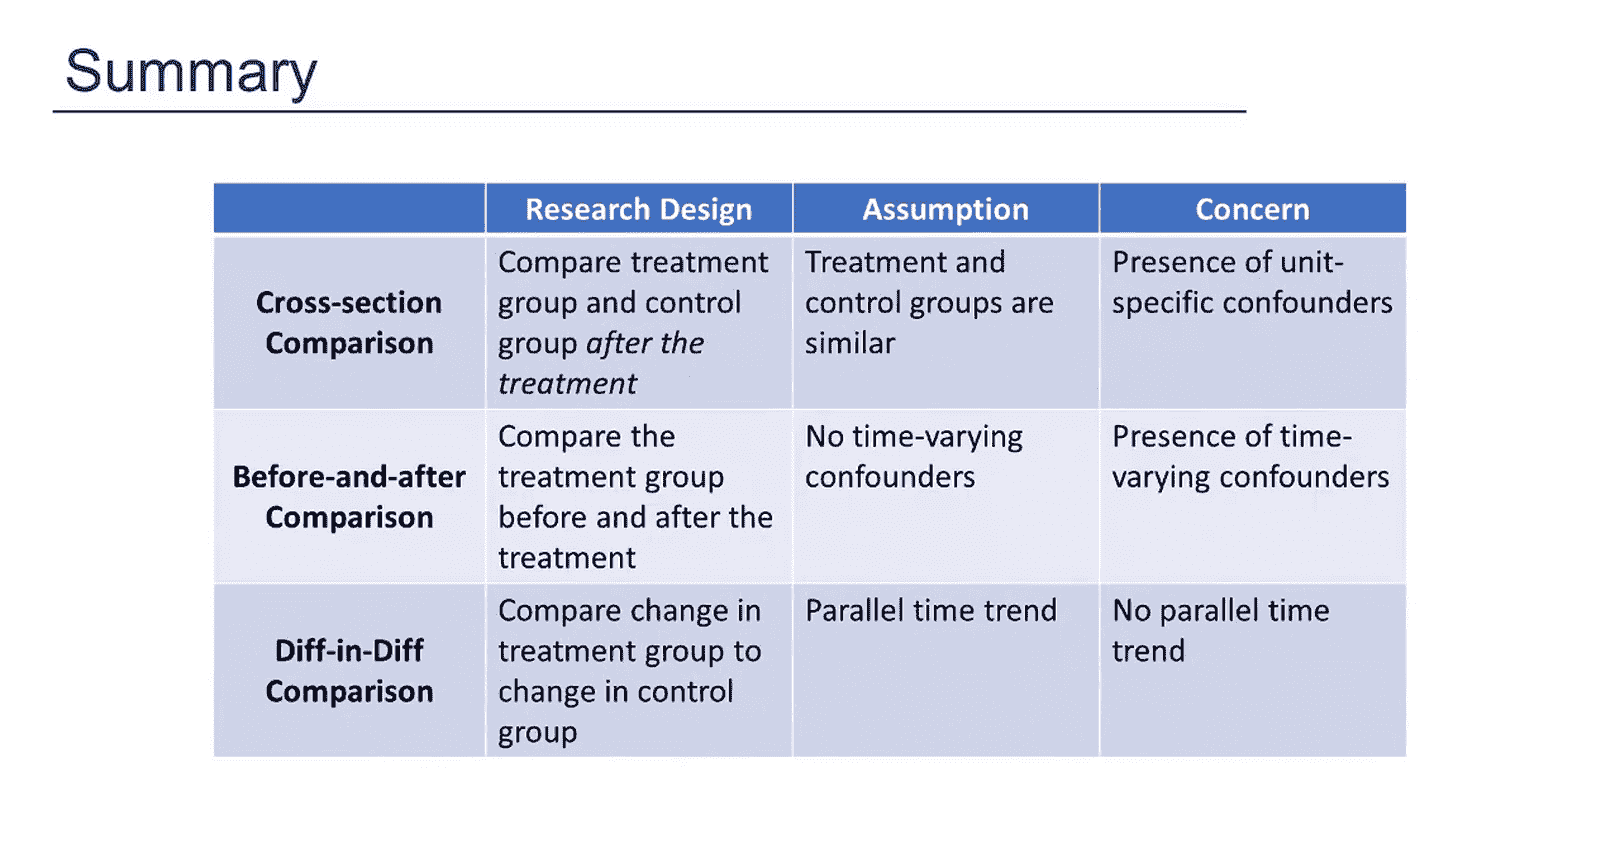 Summary
Research Design
Assumption
Concern
Cross-section
Comparison
Compare treatment
group and control
group after the
treatment
Treatment and
control groups are
similar
Presence of unit-
specific confounders
Before-and-after
Comparison
Compare the
treatment group
before and after the
treatment
No time-varying
confounders
Presence of time-
varying confounders
Diff-in-Diff
Comparison
Compare change in
treatment group to
change in control
group
Parallel time trend
No parallel time
trend